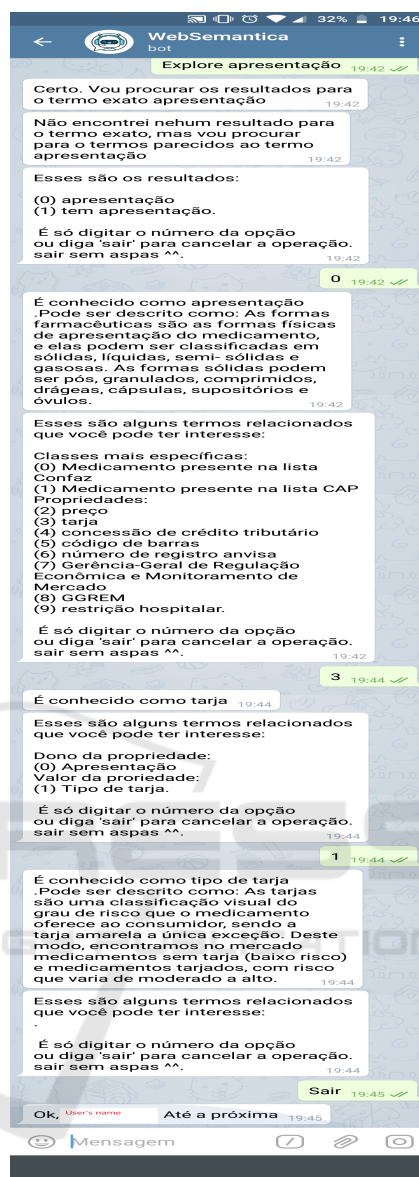 32% 19:46
WebSemantica
bot
Explore apresentação 19:42
Certo. Vou procurar os resultados para
o termo exato apresentação 19:42
Não encontrei nenhum resultado para
o termo exato, mas vou procurar
para o termos parecidos ao termo
apresentação 19:42
Esses são os resultados:
(0) apresentação
(1) tem apresentação.
É só digitar o número da opção
ou diga 'sair' para cancelar a operação.
sair sem aspas ^^. 19:42
0 19:42
É conhecido como apresentação
.Pode ser descrito como: As formas
farmacêuticas são as formas físicas
de apresentação do medicamento,
e elas podem ser classificadas em
sólidas, líquidas, semi- sólidas e
gasosas. As formas sólidas podem
ser pós, granulados, comprimidos,
drágeas, cápsulas, supositórios e
óvulos. 19:42
Esses são alguns termos relacionados
que você pode ter interesse:
Classes mais específicas:
(0) Medicamento presente na lista
Confaz
(1) Medicamento presente na lista CAP
Propriedades:
(2) preço
(3) tarja
(4) concessão de crédito tributário
(5) código de barras
(6) número de registro anvisa
(7) Gerência-Geral de Regulação
Econômica e Monitoramento de
Mercado
(8) GGREM
(9) restrição hospitalar.
É só digitar o número da opção
ou diga 'sair' para cancelar a operação.
sair sem aspas ^^. 19:42
3 19:44
É conhecido como tarja 19:44
Esses são alguns termos relacionados
que você pode ter interesse:
Dono da propriedade:
(0) Apresentação
Valor da proriedade:
(1) Tipo de tarja.
É só digitar o número da opção
ou diga 'sair' para cancelar a operação.
sair sem aspas ^^. 19:44
1 19:44
É conhecido como tipo de tarja
.Pode ser descrito como: As tarjas
são uma classificação visual do
grau de risco que o medicamento
oferece ao consumidor, sendo a
tarja amarela a única exceção. Deste
modo, encontramos no mercado
medicamentos sem tarja (baixo risco)
e medicamentos tarjados, com risco
que varia de moderado a alto. 19:44
Esses são alguns termos relacionados
que você pode ter interesse:
.
É só digitar o número da opção
ou diga 'sair' para cancelar a operação.
sair sem aspas ^^. 19:44
Sair 19:45
Ok, User's name Até a próxima 19:45
Mensagem